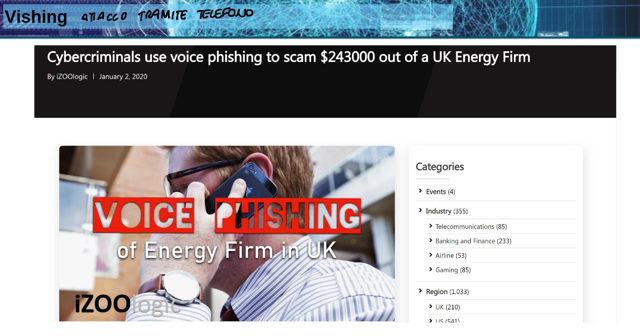 Vishing ATTACCO TRAMITE TELEFONO
Cybercriminals use voice phishing to scam $243000 out of a UK Energy Firm
By iZOOlogic | January 2, 2020
VOICE PHISHING
of Energy Firm in UK
iZOOlogic
Categories
Events (4)
Industry (355)
Telecommunications (85)
Banking and Finance (233)
Airline (53)
Gaming (85)
Region (1,033)
UK (210)
US (541)